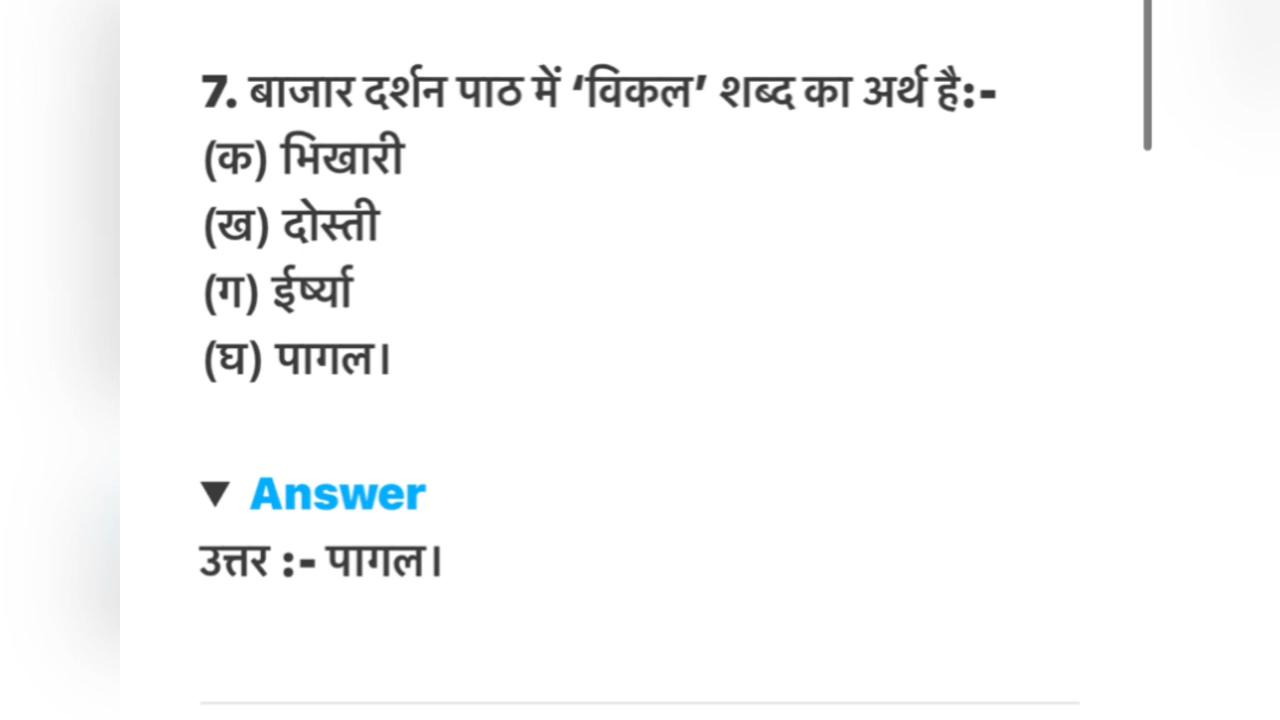 7. बाजार दर्शन पाठ में ‘विकल’ शब्द का अर्थ है:-
(क) भिखारी
(ख) दोस्ती
(ग) ईर्ष्या
(घ) पागल।
▼ Answer
उत्तर :- पागल।